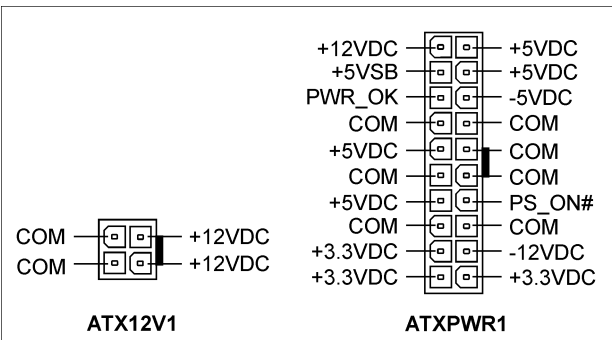 +12VDC +5VDC
+5VSB +5VDC
PWR_OK -5VDC
COM COM
+5VDC COM
COM COM
+5VDC PS_ON#
COM COM
+3.3VDC -12VDC
+3.3VDC +3.3VDC
COM +12VDC
COM +12VDC
ATX12V1 ATXPWR1